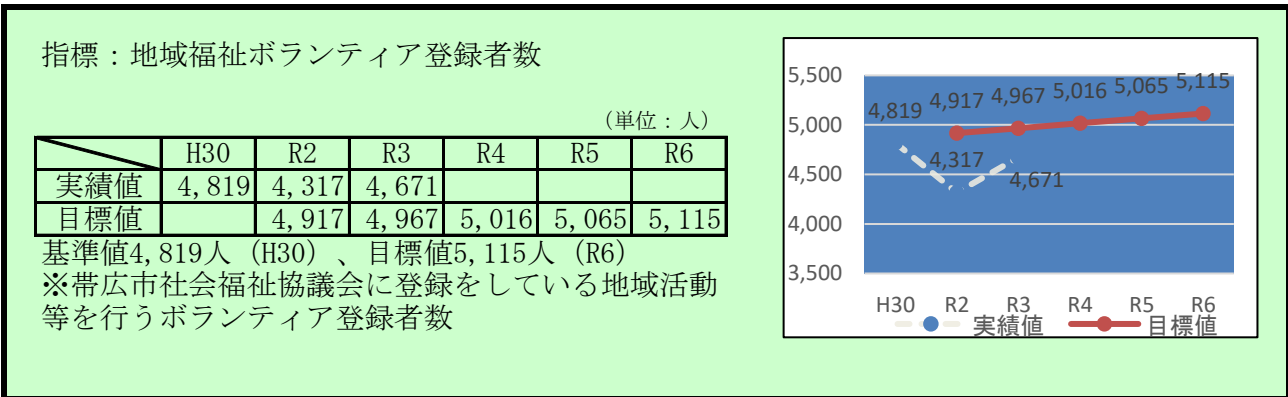 指標：地域福祉ボランティア登録者数
（単位：人）
H30 R2 R3 R4 R5 R6
実績値 4,819 4,317 4,671
目標値 4,917 4,967 5,016 5,065 5,115
基準値4,819人（H30）、目標値5,115人（R6）
※帯広市社会福祉協議会に登録をしている地域活動
等を行うボランティア登録者数
5,500
5,000
4,500
4,000
3,500
4,819 4,917 4,967 5,016 5,065 5,115
4,317
4,671
H30 R2 R3 R4 R5 R6
実績値 目標値